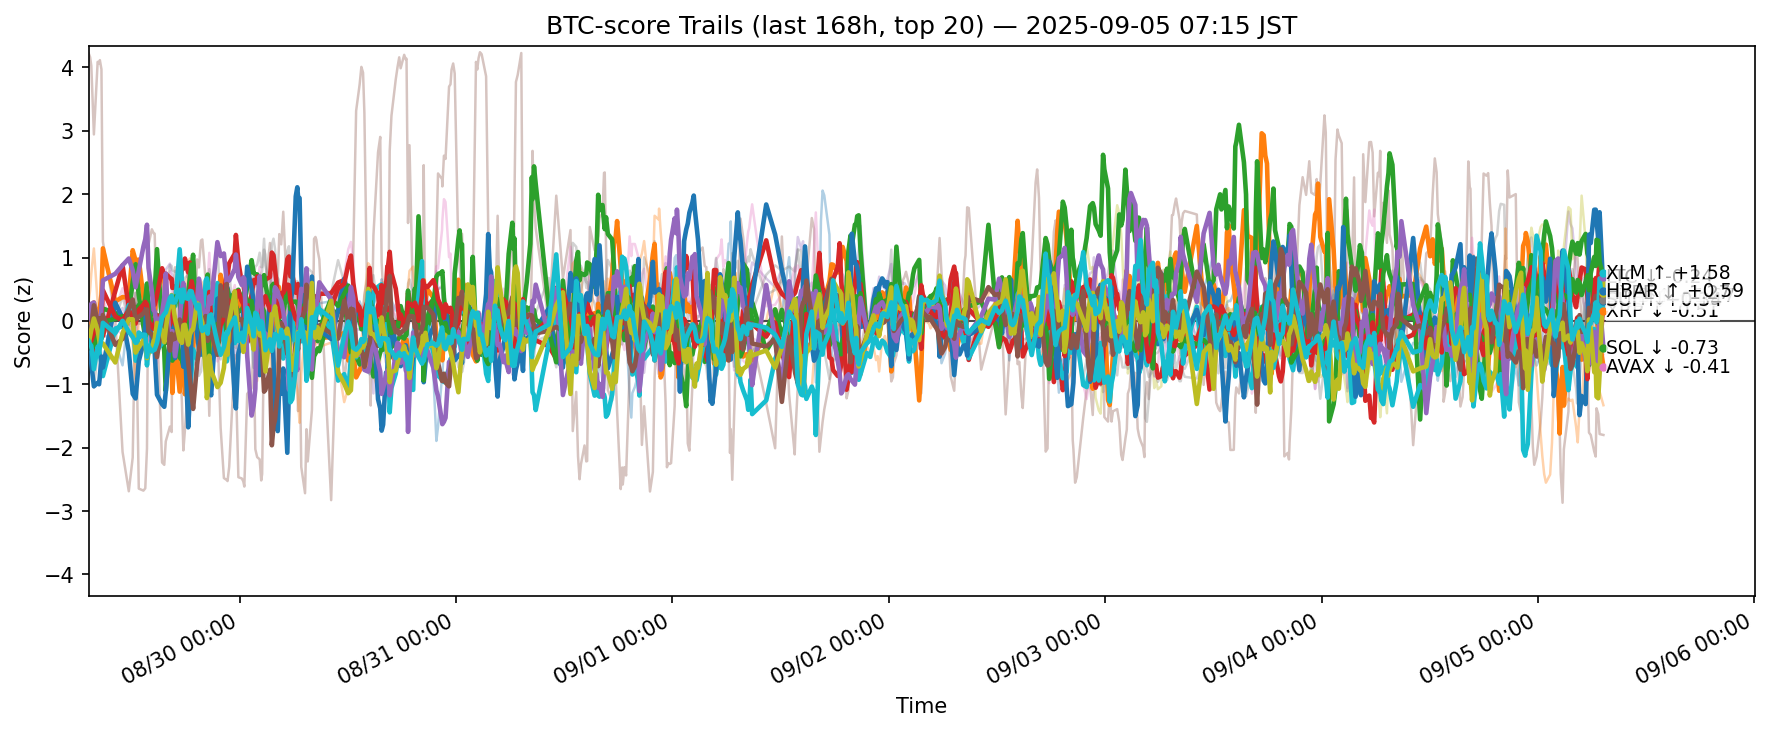 BTC-score Trails (last 168h, top 20) — 2025-09-05 07:15 JST
Score (z)
4
3
2
1
0
−1
−2
−3
−4
XLM ↑ +1.58
HBAR ↑ +0.59
XRP ↓ -0.51
SOL ↓ -0.73
AVAX ↓ -0.41
08/30 00:00
08/31 00:00
09/01 00:00
09/02 00:00
09/03 00:00
09/04 00:00
09/05 00:00
09/06 00:00
Time